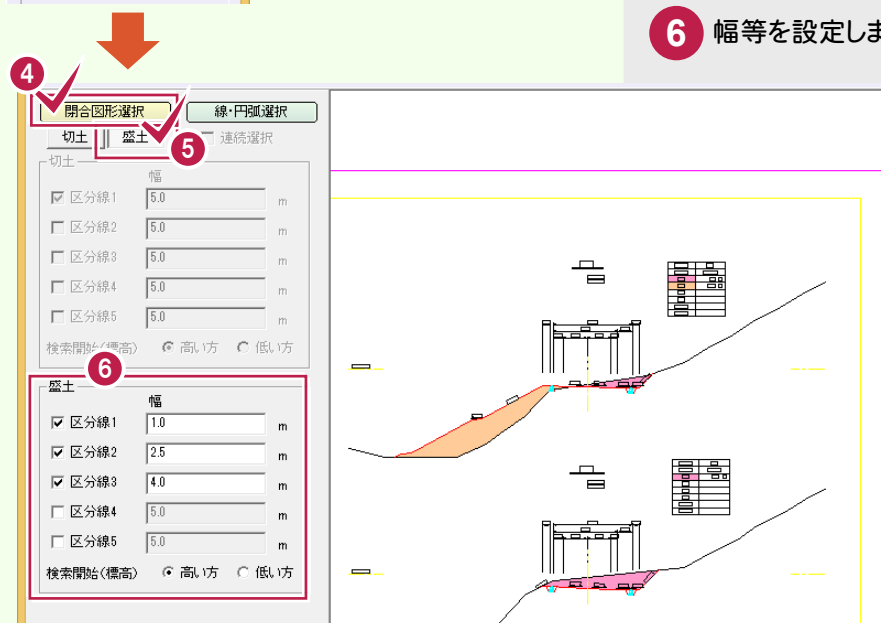 6 幅等を設定しま
4
閉合図形選択 線・円弧選択
切土 盛土 連続選択
5
切土
幅
区分線1 5.0 m
区分線2 5.0 m
区分線3 5.0 m
区分線4 5.0 m
区分線5 5.0 m
検索開始(標高) 高い方 低い方
6
盛土
幅
区分線1 1.0 m
区分線2 2.5 m
区分線3 4.0 m
区分線4 5.0 m
区分線5 5.0 m
検索開始(標高) 高い方 低い方